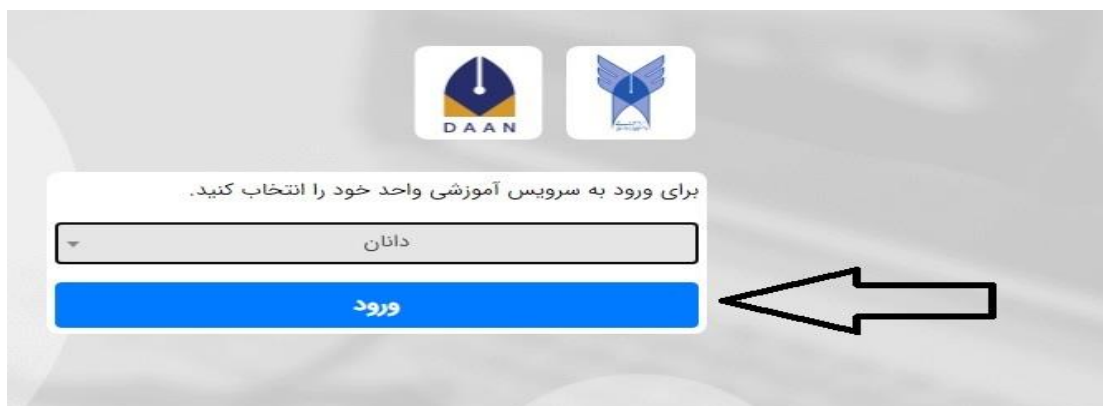 DAAN
برای ورود به سرویس آموزشی واحد خود را انتخاب کنید.
دانان
ورود